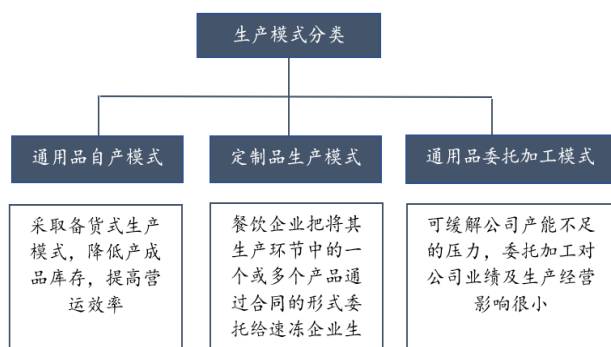 生产模式分类
通用品自产模式
定制品生产模式
通用品委托加工模式
采取备货式生产
模式，降低产成
品库存，提高营
运效率
餐饮企业把将其
生产环节中的一
个或多个产品通
过合同的形式委
托给速冻企业生
可缓解公司产能不足
的压力，委托加工对
公司业绩及生产经营
影响很小